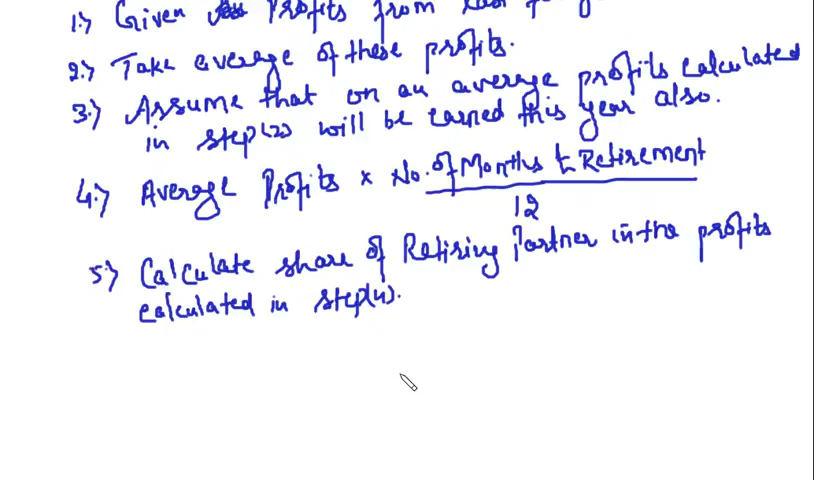 1.) Given Profits from
2.) Take average of these profits.
3.) Assume that on an average profits calculated
in step(2) will be earned this year also.
4.) Average Profits × No. of Months to Retirement
12
5.) Calculate share of Retiring Partner in the profits
calculated in step(4).